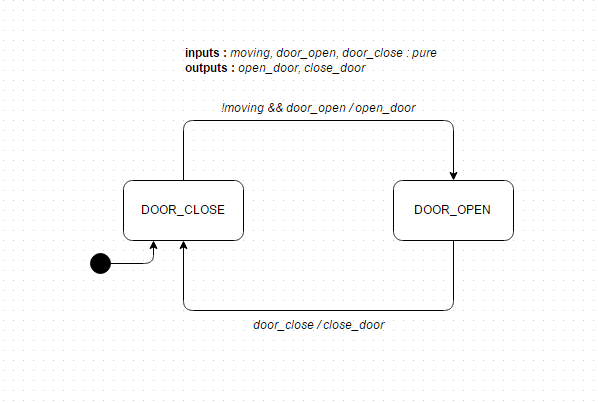 inputs : moving, door_open, door_close : pure
outputs : open_door, close_door
!moving && door_open / open_door
DOOR_CLOSE
DOOR_OPEN
door_close / close_door